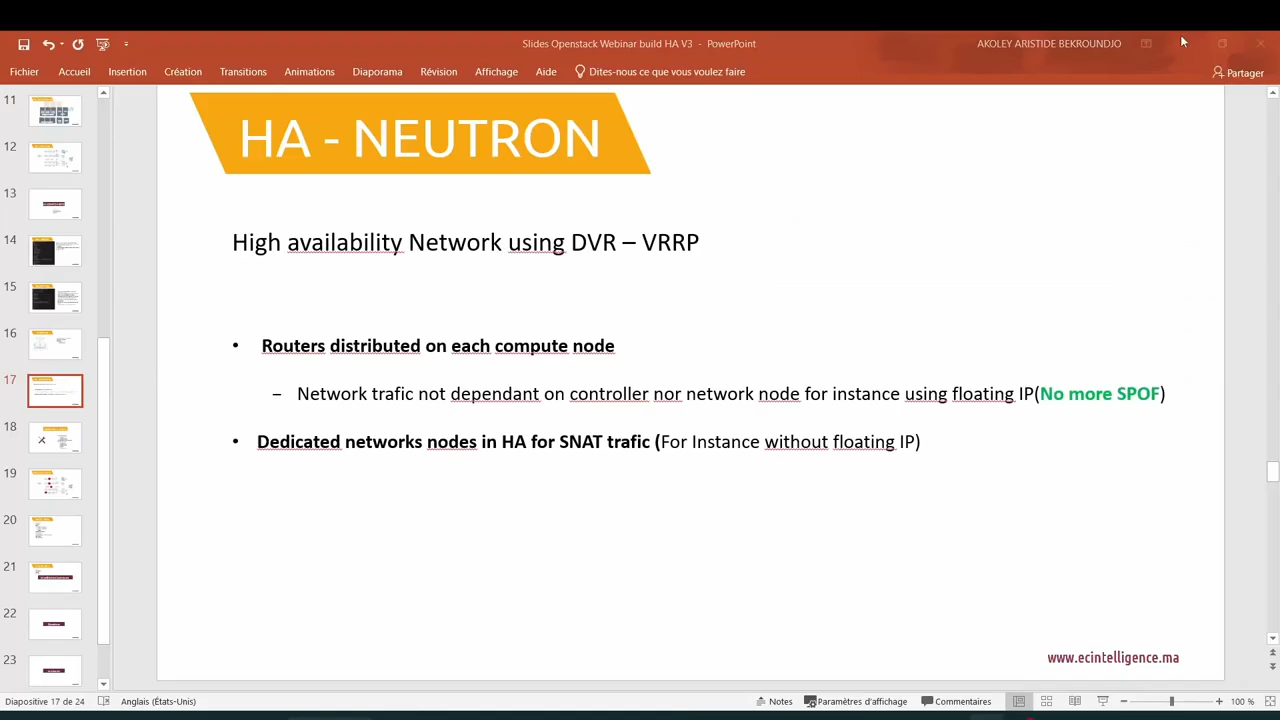 Slides Openstack Webinar build HA V3 - PowerPoint
AKOLEY ARISTIDE BEKROUNDJO
Fichier Accueil Insertion Création Transitions Animations Diaporama Révision Affichage Aide Dites-nous ce que vous voulez faire
Partager
11
12
13
14
15
16
17
18
19
20
21
22
23
HA - NEUTRON
High availability Network using DVR – VRRP
• Routers distributed on each compute node
– Network trafic not dependant on controller nor network node for instance using floating IP(No more SPOF)
• Dedicated networks nodes in HA for SNAT trafic (For Instance without floating IP)
www.ecintelligence.ma
Diapositive 17 de 24 Anglais (États-Unis) Notes Paramètres d'affichage Commentaires 100 %